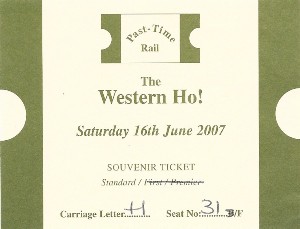 Past-Time
Rail
The
Western Ho!
Saturday 16th June 2007
SOUVENIR TICKET
Standard / First / Premier
Carriage Letter..H.... Seat No:..31..B/F